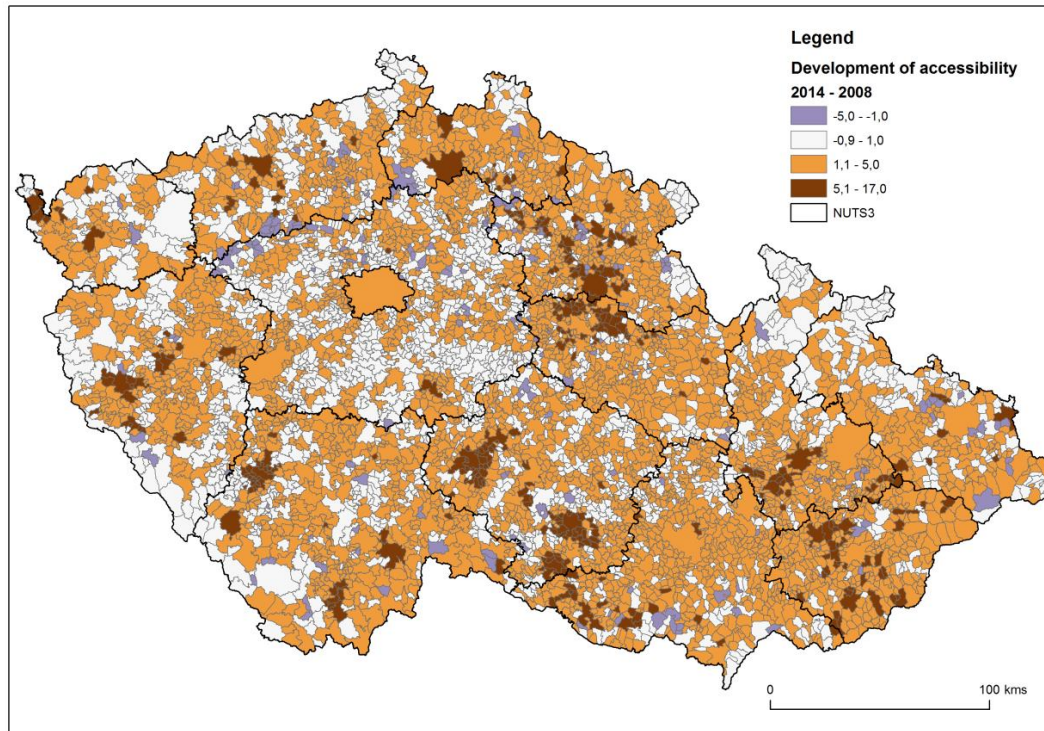 Legend
Development of accessibility
2014 - 2008
-5,0 - -1,0
-0,9 - 1,0
1,1 - 5,0
5,1 - 17,0
NUTS3
0 100 kms